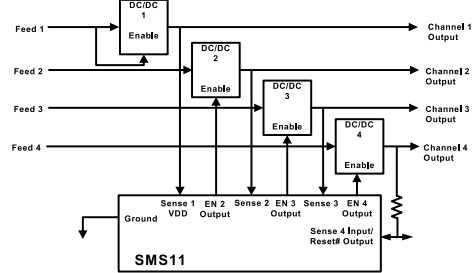 DC/DC
1
Enable
Feed 1
Channel 1
Output
DC/DC
2
Enable
Feed 2
Channel 2
Output
DC/DC
3
Enable
Feed 3
Channel 3
Output
DC/DC
4
Enable
Feed 4
Channel 4
Output
Ground
Sense 1
VDD
EN 2
Output
Sense 2
EN 3
Output
Sense 3
EN 4
Output
Sense 4 Input/
Reset# Output
SMS11